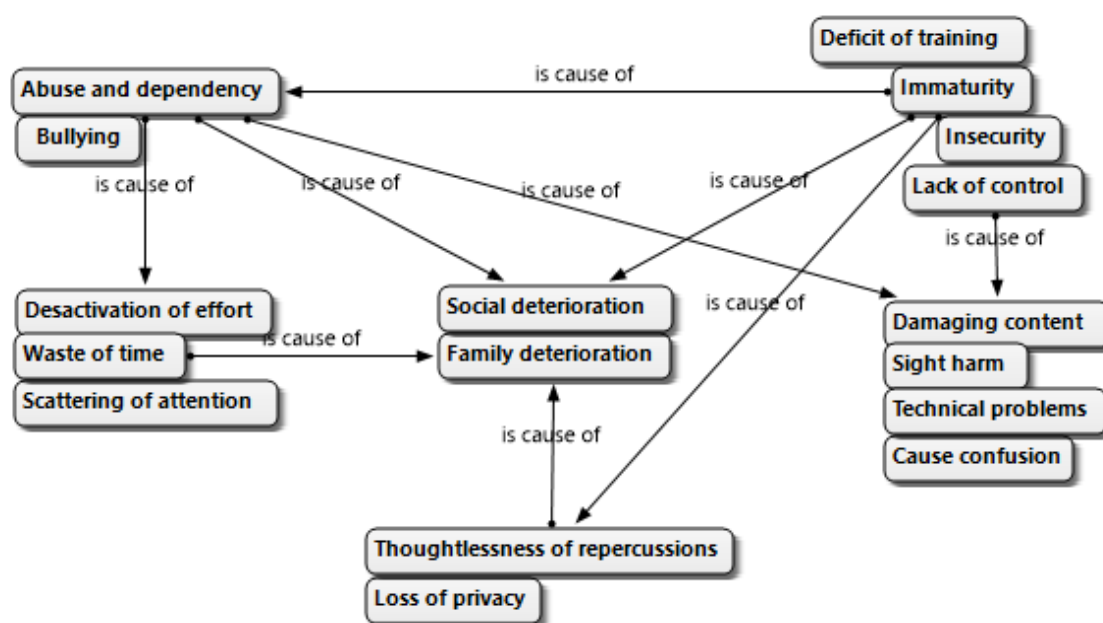 Deficit of training
is cause of
Abuse and dependency
Immaturity
Bullying
Insecurity
is cause of
is cause of
is cause of
is cause of
Lack of control
is cause of
Desactivation of effort
Social deterioration
is cause of
Damaging content
Waste of time
is cause of
Family deterioration
Sight harm
Scattering of attention
Technical problems
is cause of
Cause confusion
Thoughtlessness of repercussions
Loss of privacy